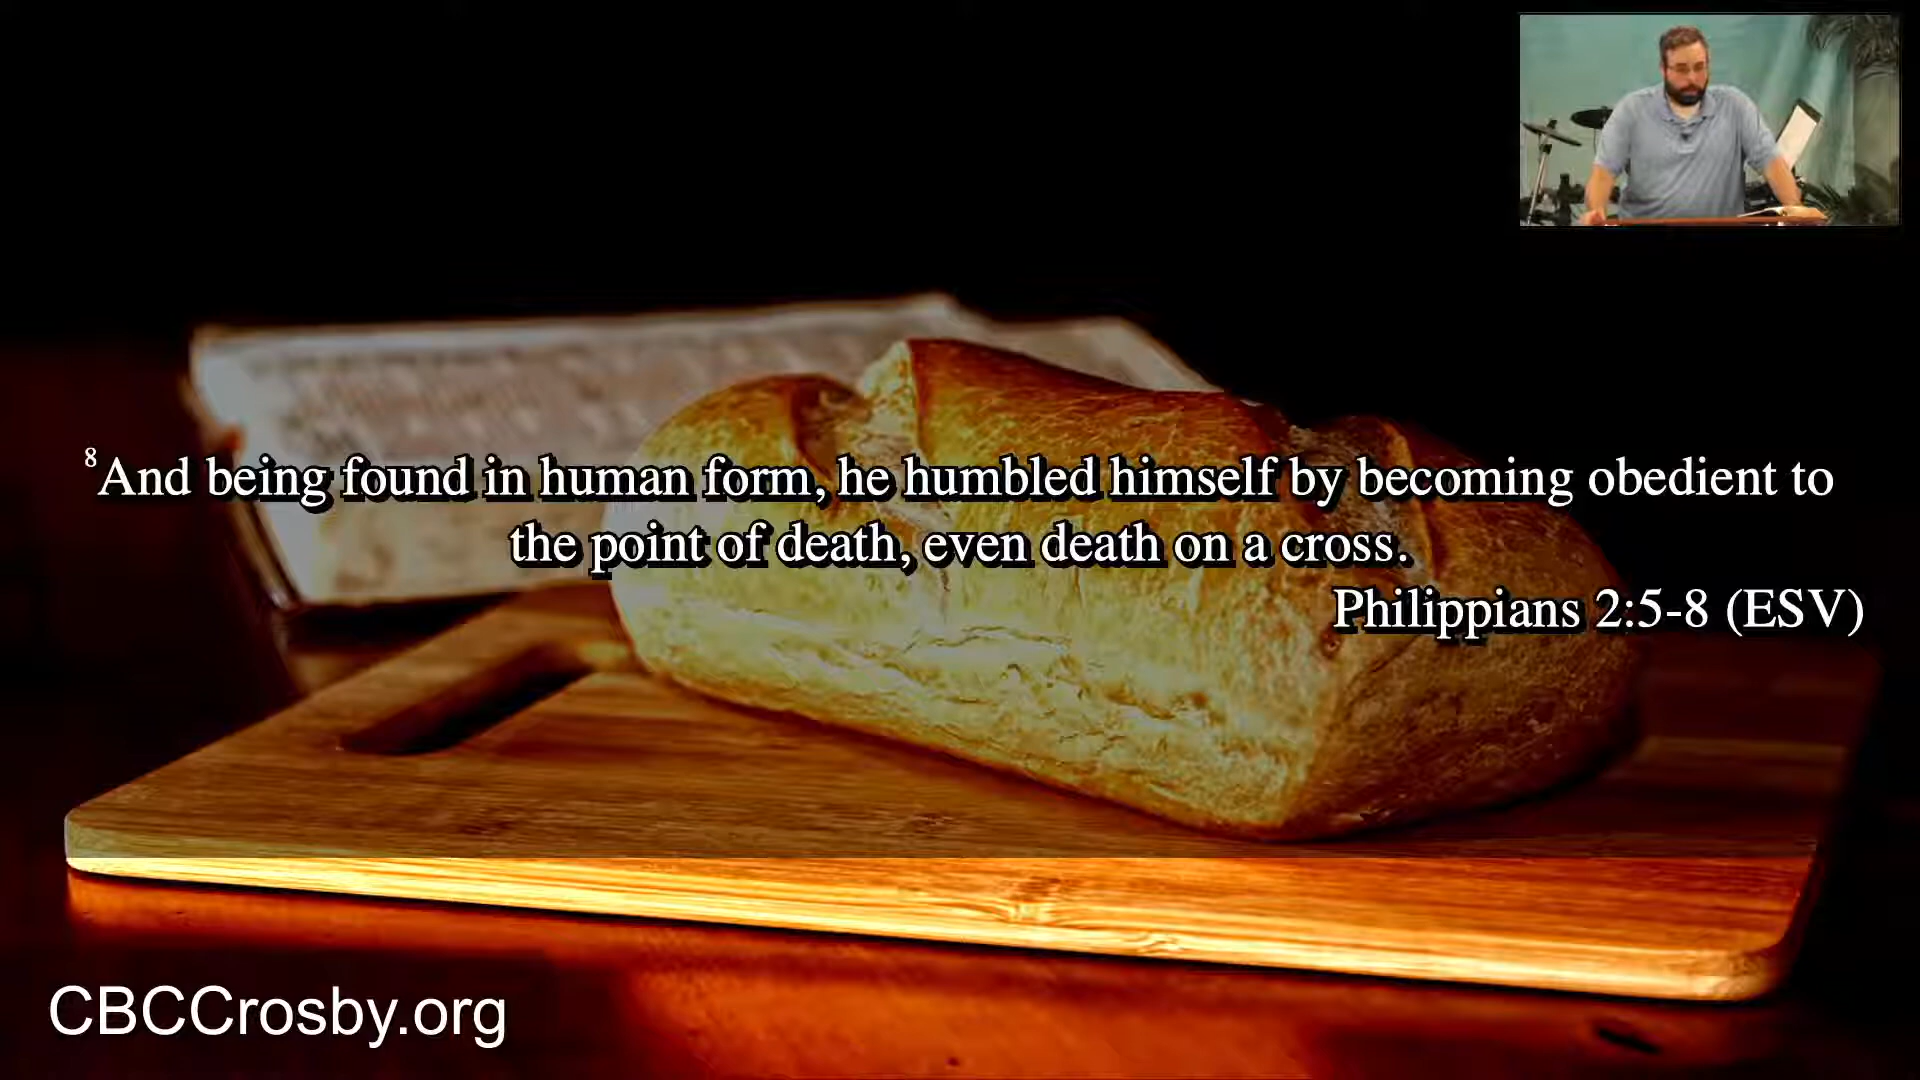 ⁸And being found in human form, he humbled himself by becoming obedient to
the point of death, even death on a cross.
Philippians 2:5-8 (ESV)
CBCCrosby.org